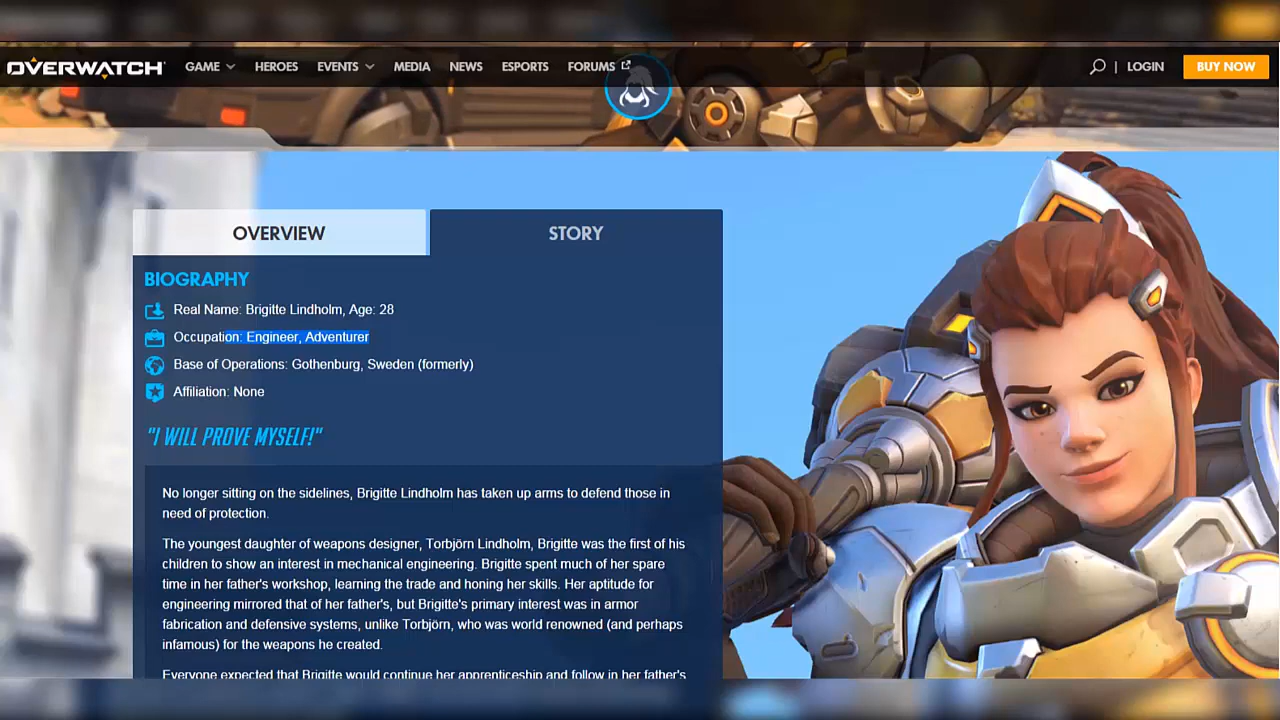 OVERWATCH GAME HEROES EVENTS MEDIA NEWS ESPORTS FORUMS | LOGIN BUY NOW
OVERVIEW STORY
BIOGRAPHY
Real Name: Brigitte Lindholm, Age: 28
Occupation: Engineer, Adventurer
Base of Operations: Gothenburg, Sweden (formerly)
Affiliation: None
"I WILL PROVE MYSELF!"
No longer sitting on the sidelines, Brigitte Lindholm has taken up arms to defend those in
need of protection.
The youngest daughter of weapons designer, Torbjörn Lindholm, Brigitte was the first of his
children to show an interest in mechanical engineering. Brigitte spent much of her spare
time in her father's workshop, learning the trade and honing her skills. Her aptitude for
engineering mirrored that of her father's, but Brigitte's primary interest was in armor
fabrication and defensive systems, unlike Torbjörn, who was world renowned (and perhaps
infamous) for the weapons he created.
Everyone expected that Brigitte would continue her apprenticeship and follow in her father's